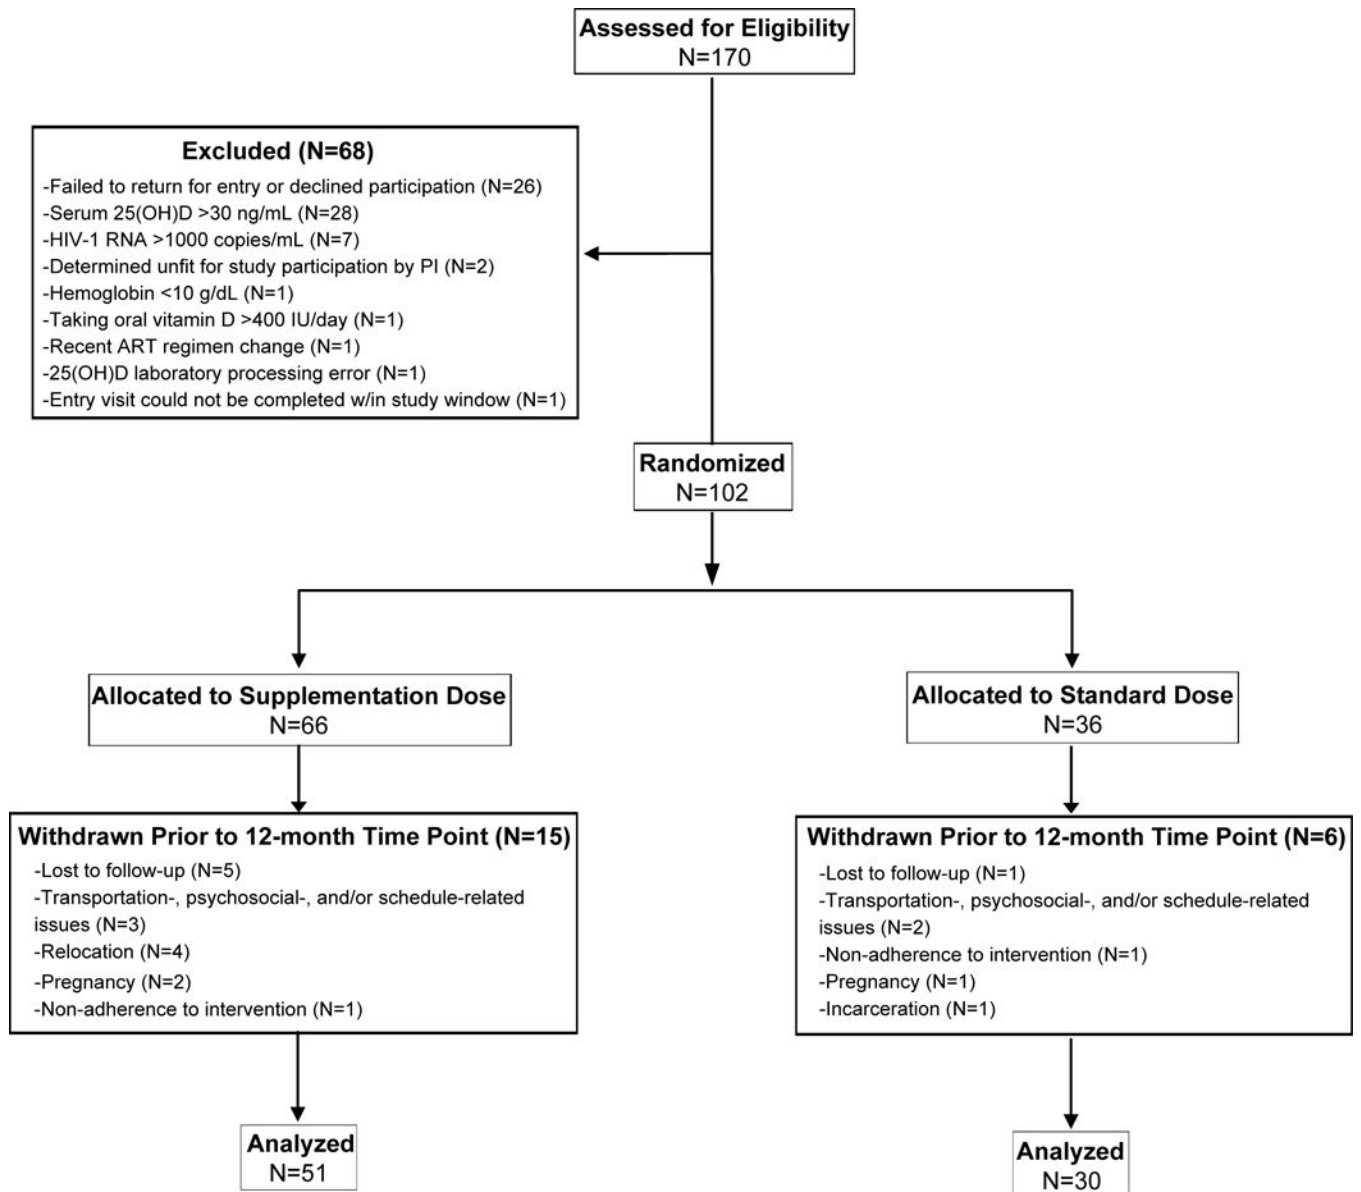 Assessed for Eligibility
N=170
Excluded (N=68)
-Failed to return for entry or declined participation (N=26)
-Serum 25(OH)D >30 ng/mL (N=28)
-HIV-1 RNA >1000 copies/mL (N=7)
-Determined unfit for study participation by PI (N=2)
-Hemoglobin <10 g/dL (N=1)
-Taking oral vitamin D >400 IU/day (N=1)
-Recent ART regimen change (N=1)
-25(OH)D laboratory processing error (N=1)
-Entry visit could not be completed w/in study window (N=1)
Randomized
N=102
Allocated to Supplementation Dose
N=66
Allocated to Standard Dose
N=36
Withdrawn Prior to 12-month Time Point (N=15)
-Lost to follow-up (N=5)
-Transportation-, psychosocial-, and/or schedule-related
issues (N=3)
-Relocation (N=4)
-Pregnancy (N=2)
-Non-adherence to intervention (N=1)
Withdrawn Prior to 12-month Time Point (N=6)
-Lost to follow-up (N=1)
-Transportation-, psychosocial-, and/or schedule-related
issues (N=2)
-Non-adherence to intervention (N=1)
-Pregnancy (N=1)
-Incarceration (N=1)
Analyzed
N=51
Analyzed
N=30